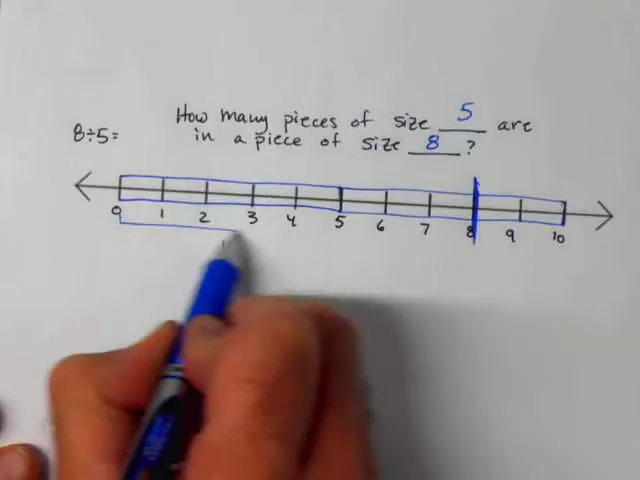 How many pieces of size 5 are
8÷5= in a piece of size 8 ?
0 1 2 3 4 5 6 7 8 9 10